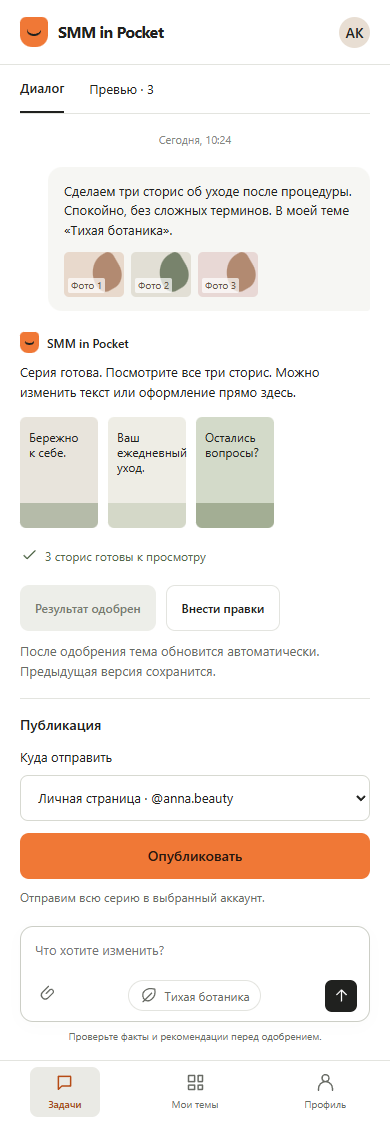 SMM in Pocket
АК
Диалог
Превью · 3
Сегодня, 10:24
Сделаем три сторис об уходе после процедуры.
Спокойно, без сложных терминов. В моей теме
«Тихая ботаника».
Фото 1
Фото 2
Фото 3
SMM in Pocket
Серия готова. Посмотрите все три сторис. Можно
изменить текст или оформление прямо здесь.
Бережно
к себе.
Ваш
ежедневный
уход.
Остались
вопросы?
3 сторис готовы к просмотру
Результат одобрен
Внести правки
После одобрения тема обновится автоматически.
Предыдущая версия сохранится.
Публикация
Куда отправить
Личная страница · @anna.beauty
Опубликовать
Отправим всю серию в выбранный аккаунт.
Что хотите изменить?
Тихая ботаника
Проверьте факты и рекомендации перед одобрением.
Задачи
Мои темы
Профиль